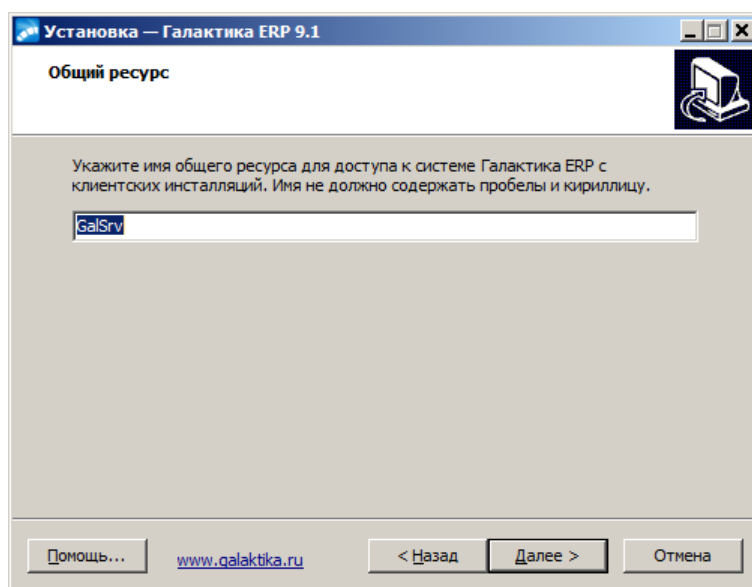 Установка — Галактика ERP 9.1
Общий ресурс
Укажите имя общего ресурса для доступа к системе Галактика ERP с
клиентских инсталляций. Имя не должно содержать пробелы и кириллицу.
GalSrv
Помощь... www.galaktika.ru < Назад Далее > Отмена